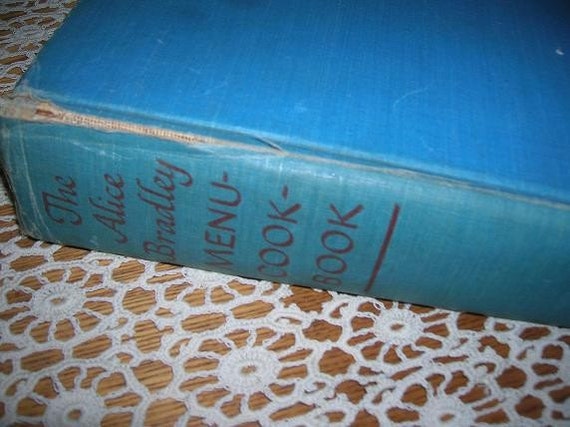 The
Alice
Bradley
MENU-
COOK-
BOOK